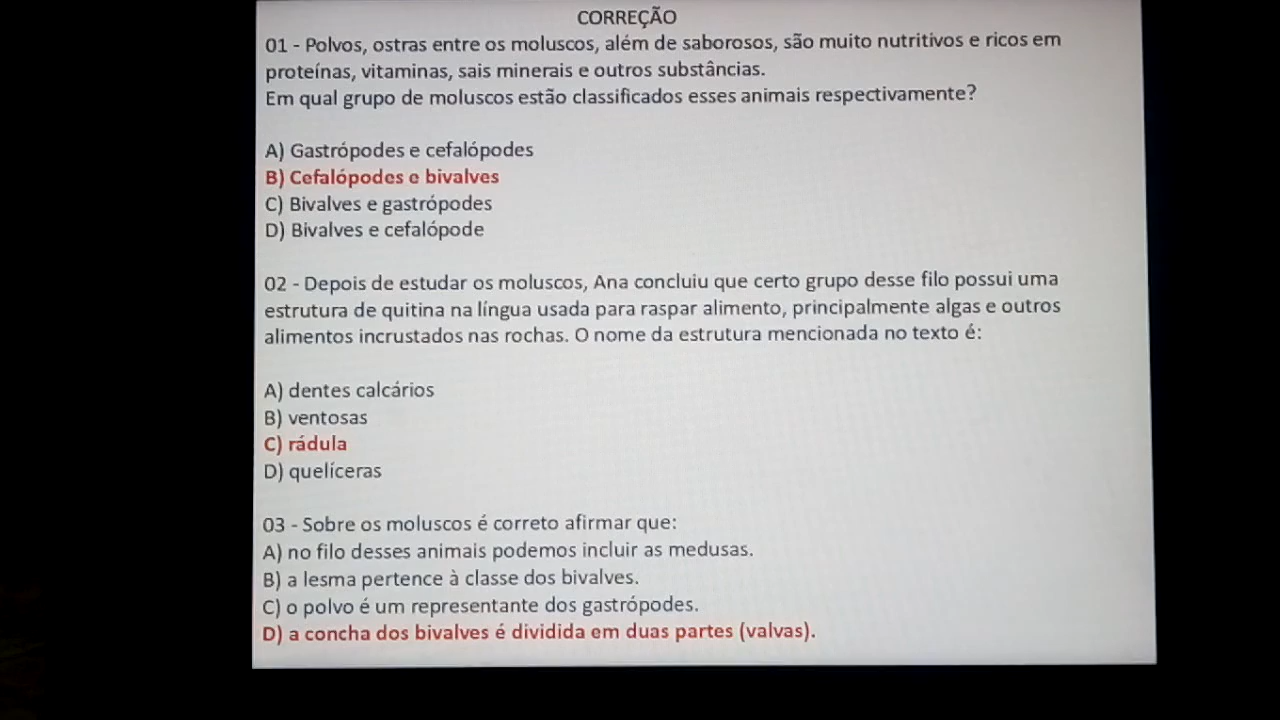 CORREÇÃO
01 - Polvos, ostras entre os moluscos, além de saborosos, são muito nutritivos e ricos em
proteínas, vitaminas, sais minerais e outros substâncias.
Em qual grupo de moluscos estão classificados esses animais respectivamente?
A) Gastrópodes e cefalópodes
B) Cefalópodes e bivalves
C) Bivalves e gastrópodes
D) Bivalves e cefalópode
02 - Depois de estudar os moluscos, Ana concluiu que certo grupo desse filo possui uma
estrutura de quitina na língua usada para raspar alimento, principalmente algas e outros
alimentos incrustados nas rochas. O nome da estrutura mencionada no texto é:
A) dentes calcários
B) ventosas
C) rádula
D) quelíceras
03 - Sobre os moluscos é correto afirmar que:
A) no filo desses animais podemos incluir as medusas.
B) a lesma pertence à classe dos bivalves.
C) o polvo é um representante dos gastrópodes.
D) a concha dos bivalves é dividida em duas partes (valvas).